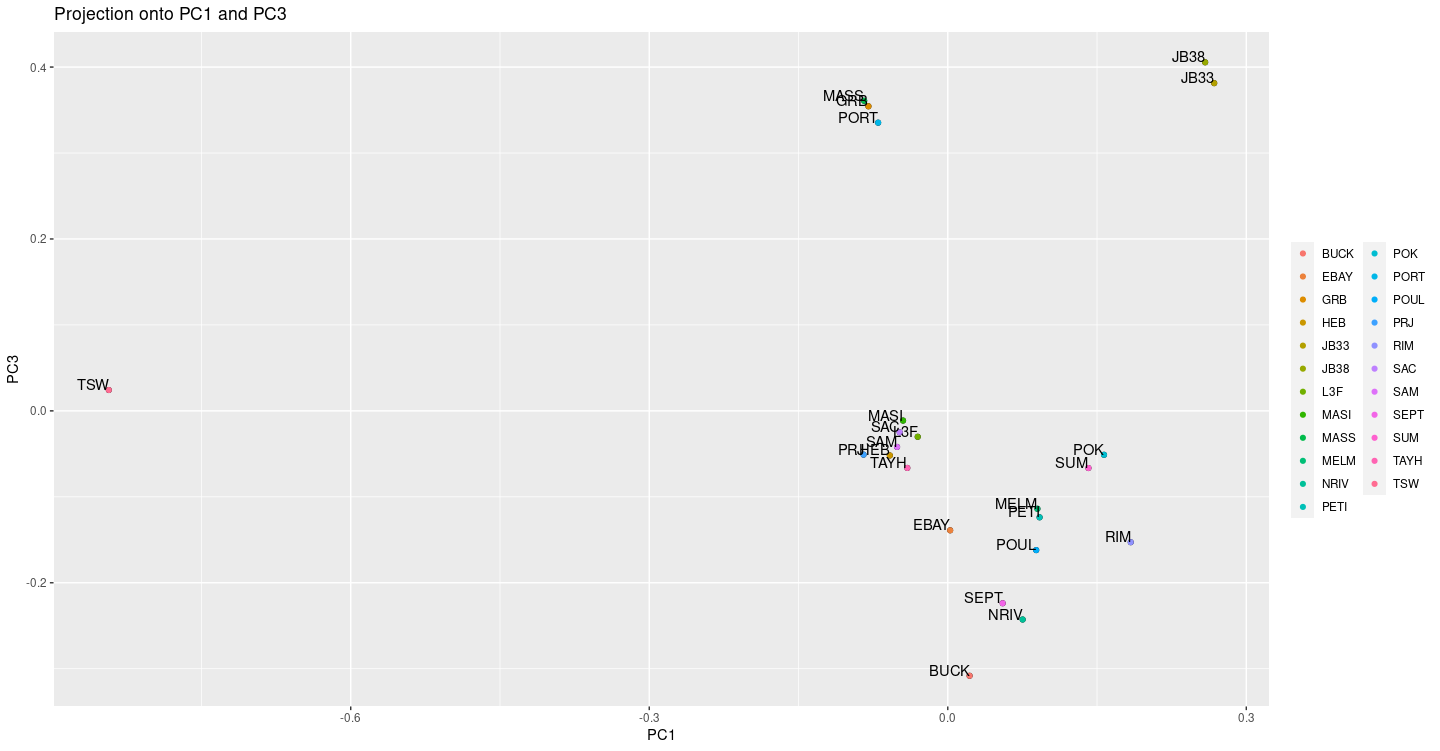 Projection onto PC1 and PC3
PC3
0.4
0.2
0.0
-0.2
-0.6
-0.3
0.0
0.3
PC1
JB38
JB33
MASS
GRB
PORT
TSW
MASI
SAC
L3F
SAM
PRJ
HEB
TAYH
POK
SUM
MELM
PETI
EBAY
POUL
RIM
SEPT
NRIV
BUCK
BUCK
EBAY
GRB
HEB
JB33
JB38
L3F
MASI
MASS
MELM
NRIV
PETI
POK
PORT
POUL
PRJ
RIM
SAC
SAM
SEPT
SUM
TAYH
TSW